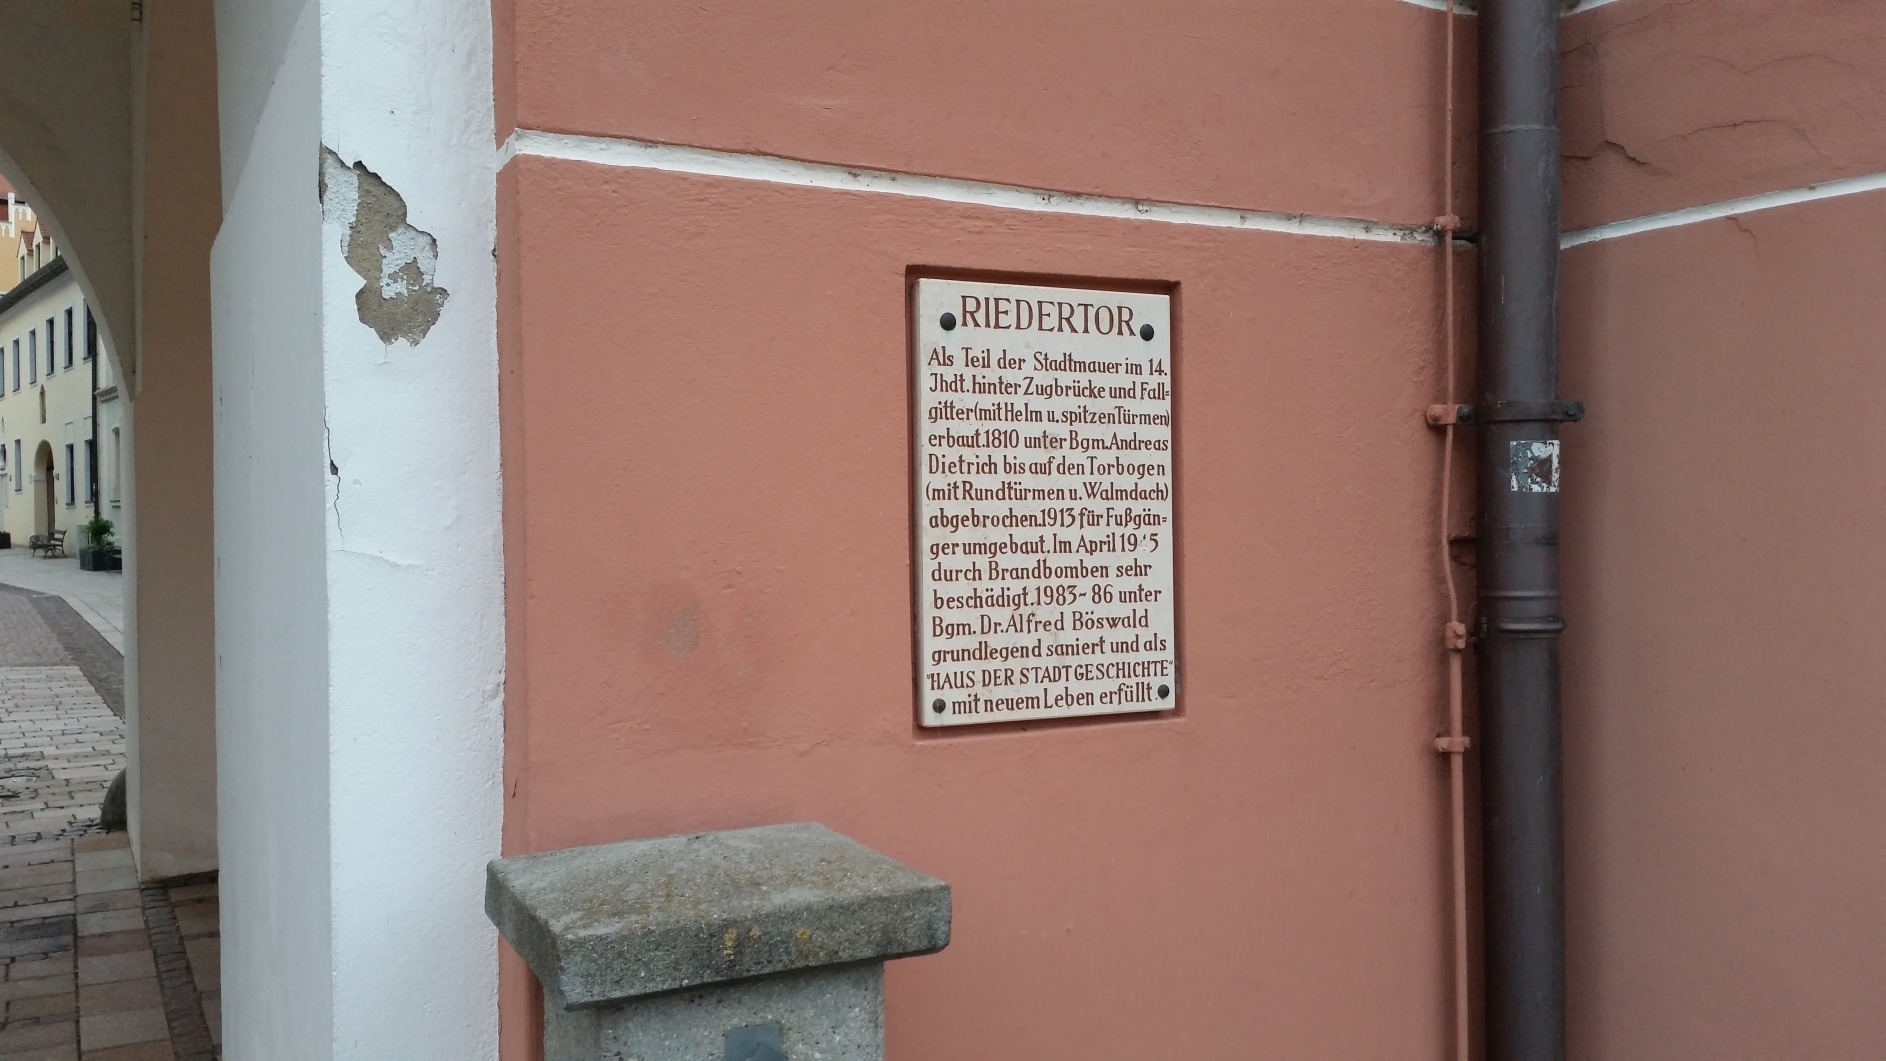 RIEDERTOR
Als Teil der Stadtmauer im 14.
Jhdt. hinter Zugbrücke und Fall=
gitter (mit Helm u. spitzen Türmen)
erbaut. 1810 unter Bgm. Andreas
Dietrich bis auf den Torbogen
(mit Rundtürmen u. Walmdach)
abgebrochen. 1913 für Fußgän=
ger umgebaut. Im April 1945
durch Brandbomben sehr
beschädigt. 1983-86 unter
Bgm. Dr. Alfred Böswald
grundlegend saniert und als
"HAUS DER STADTGESCHICHTE"
mit neuem Leben erfüllt.